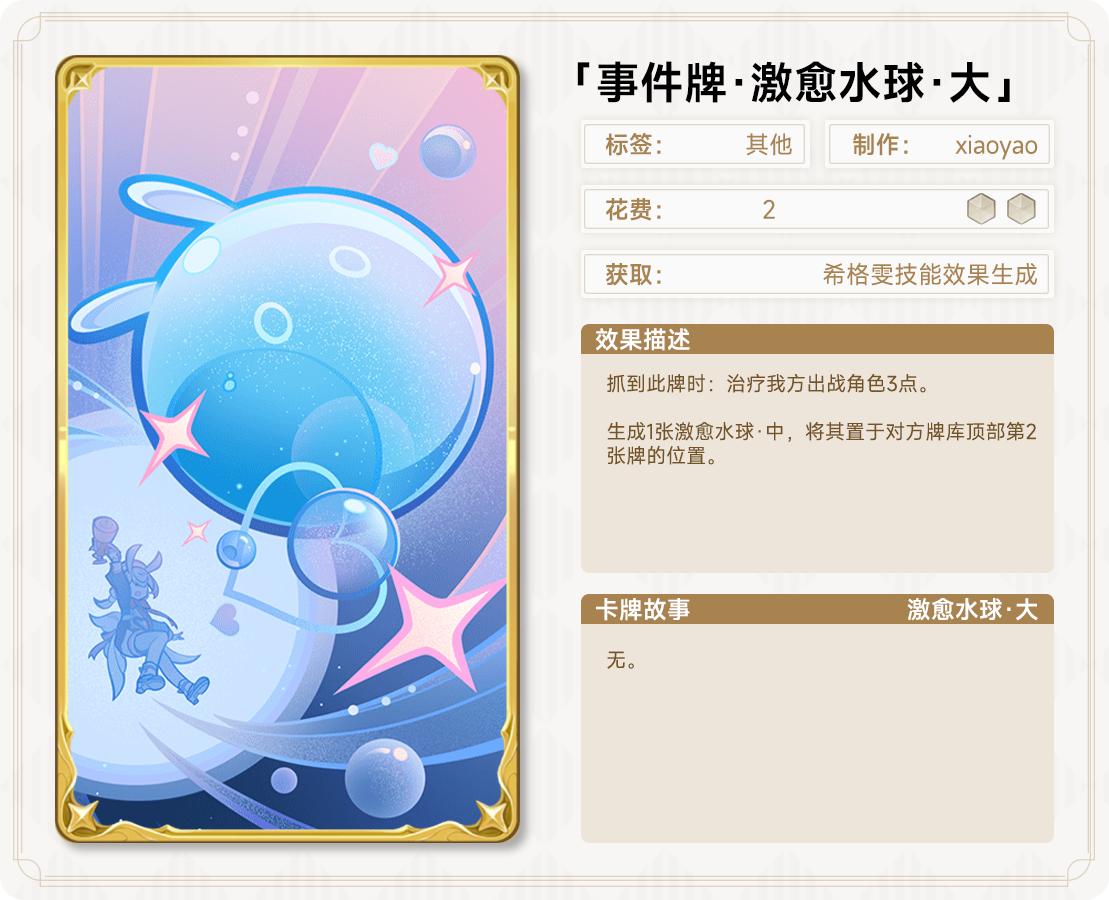 「事件牌·激愈水球·大」
标签： 其他
制作： xiaoyao
花费： 2
获取： 希格雯技能效果生成
效果描述
抓到此牌时：治疗我方出战角色3点。
生成1张激愈水球·中，将其置于对方牌库顶部第2
张牌的位置。
卡牌故事 激愈水球·大
无。